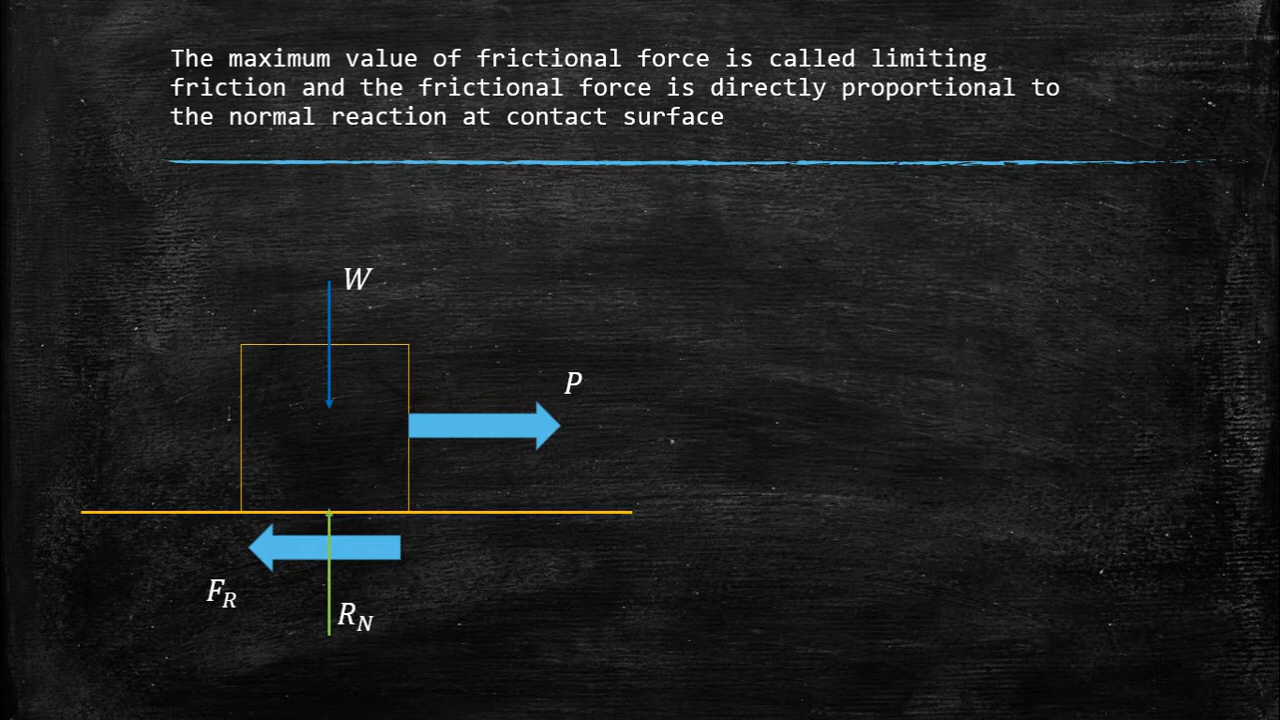 The maximum value of frictional force is called limiting
friction and the frictional force is directly proportional to
the normal reaction at contact surface
W
P
F_R
R_N